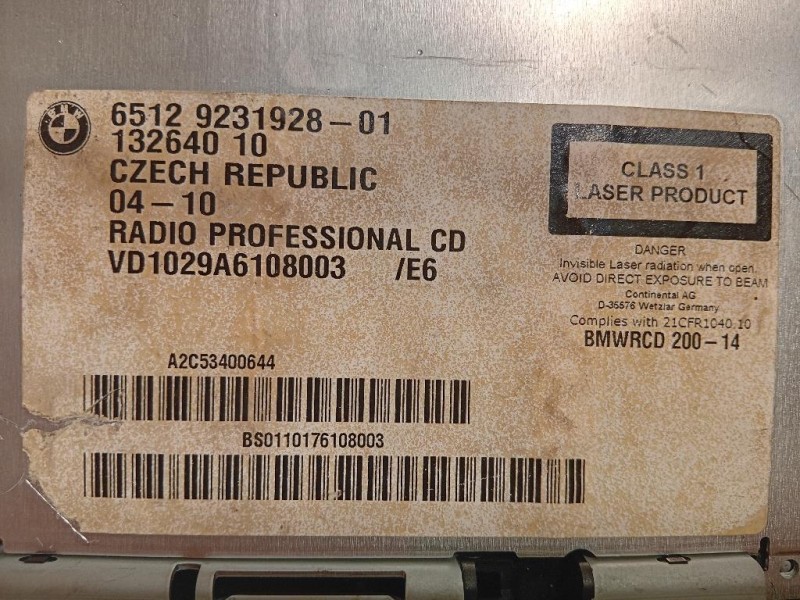 BMW
6512 9231928-01
132640 10
CZECH REPUBLIC
04-10
RADIO PROFESSIONAL CD
VD1029A6108003 /E6
CLASS 1
LASER PRODUCT
DANGER
Invisible Laser radiation when open.
AVOID DIRECT EXPOSURE TO BEAM
Continental AG
D-35576 Wetzlar Germany
Complies with 21CFR1040.10
BMWRCD 200-14
A2C53400644
BS0110176108003